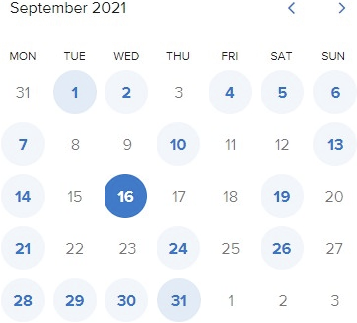 September 2021
MON TUE WED THU FRI SAT SUN
31 1 2 3 4 5 6
7 8 9 10 11 12 13
14 15 16 17 18 19 20
21 22 23 24 25 26 27
28 29 30 31 1 2 3